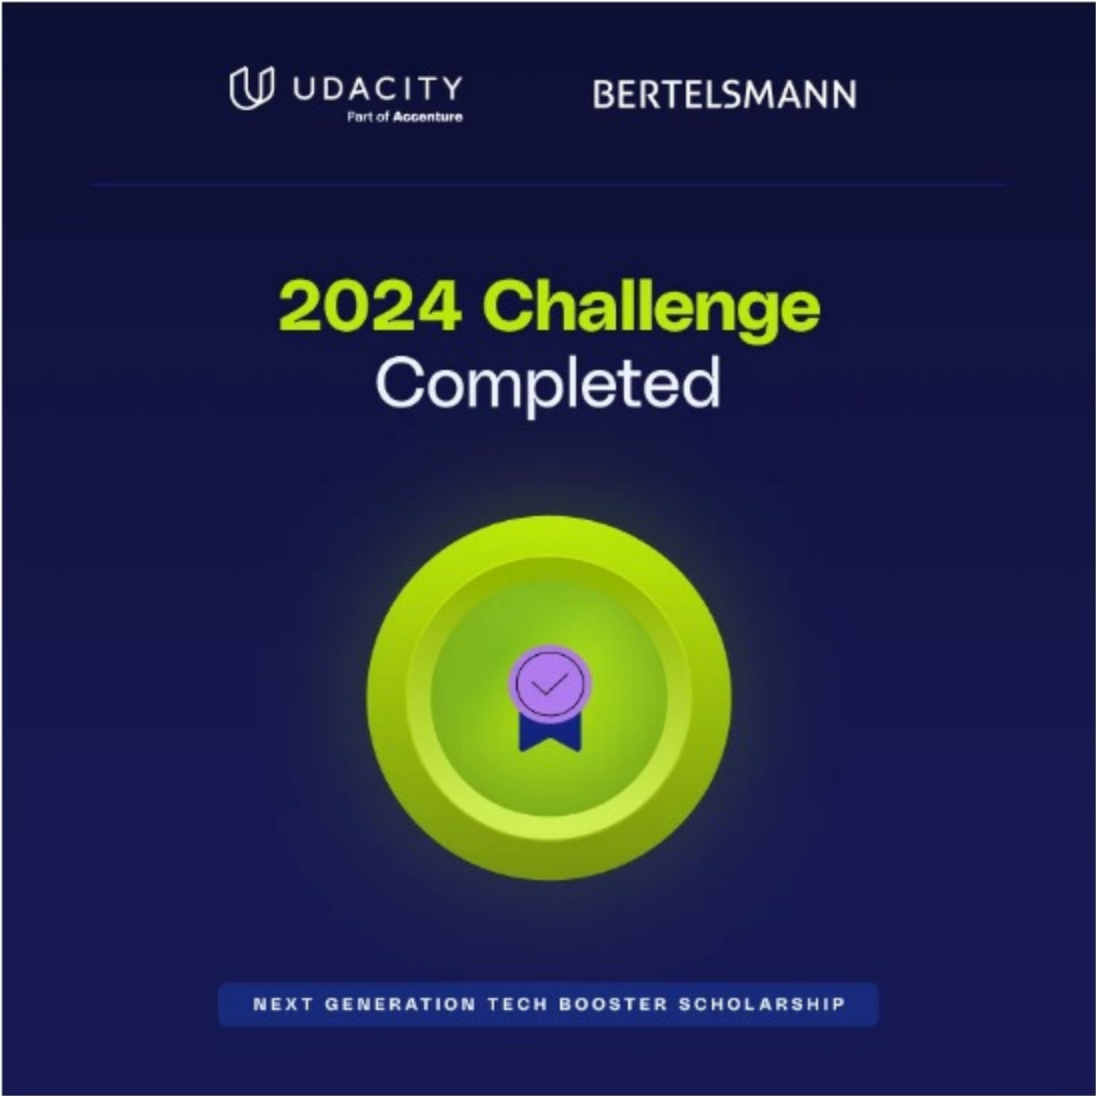 UDACITY
Part of Accenture
BERTELSMANN
2024 Challenge
Completed
NEXT GENERATION TECH BOOSTER SCHOLARSHIP